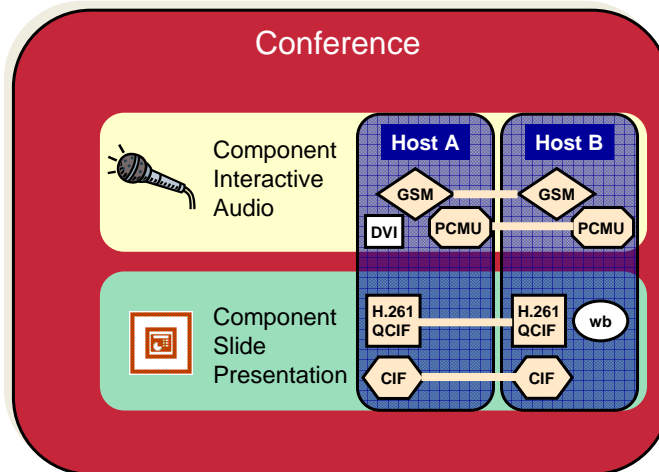 Conference
Component
Interactive
Audio
Host A
Host B
GSM
GSM
DVI
PCMU
PCMU
Component
Slide
Presentation
H.261
QCIF
H.261
QCIF
wb
CIF
CIF